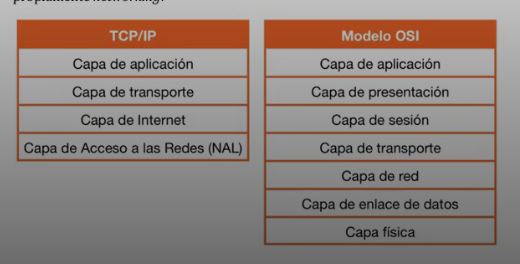 propiamente networking.
TCP/IP
Capa de aplicación
Capa de transporte
Capa de Internet
Capa de Acceso a las Redes (NAL)
Modelo OSI
Capa de aplicación
Capa de presentación
Capa de sesión
Capa de transporte
Capa de red
Capa de enlace de datos
Capa física